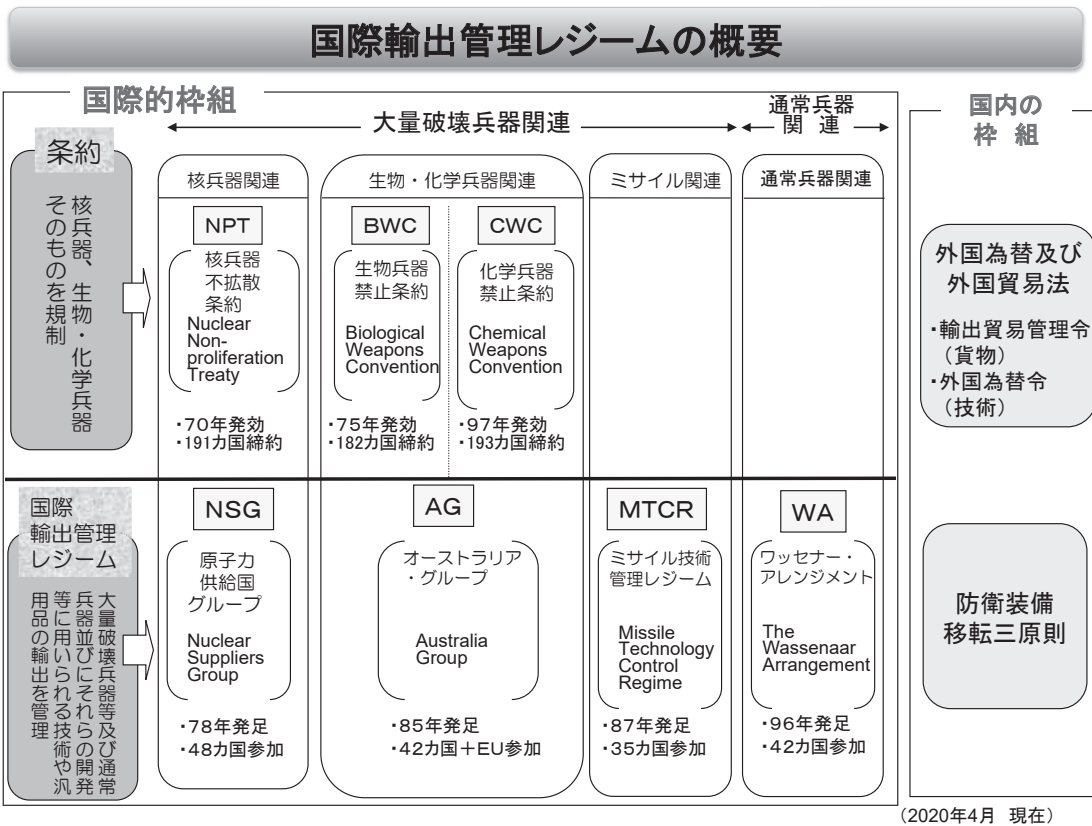 国際輸出管理レジームの概要
国際的枠組
大量破壊兵器関連
通常兵器
関 連
国内の
枠 組
条約
核兵器、生物・化学兵器
そのものを規制
核兵器関連
生物・化学兵器関連
ミサイル関連
通常兵器関連
NPT
核兵器
不拡散
条約
Nuclear
Non-
proliferation
Treaty
・70年発効
・191カ国締約
BWC
生物兵器
禁止条約
Biological
Weapons
Convention
・75年発効
・182カ国締約
CWC
化学兵器
禁止条約
Chemical
Weapons
Convention
・97年発効
・193カ国締約
国際
輸出管理
レジーム
大量破壊兵器等及び通常
兵器並びにそれらの開発
等に用いられる技術や汎
用品の輸出を管理
NSG
原子力
供給国
グループ
Nuclear
Suppliers
Group
・78年発足
・48カ国参加
AG
オーストラリア
・グループ
Australia
Group
・85年発足
・42カ国＋EU参加
MTCR
ミサイル技術
管理レジーム
Missile
Technology
Control
Regime
・87年発足
・35カ国参加
WA
ワッセナー・
アレンジメント
The
Wassenaar
Arrangement
・96年発足
・42カ国参加
外国為替及び
外国貿易法
・輸出貿易管理令
（貨物）
・外国為替令
（技術）
防衛装備
移転三原則
（2020年4月 現在）